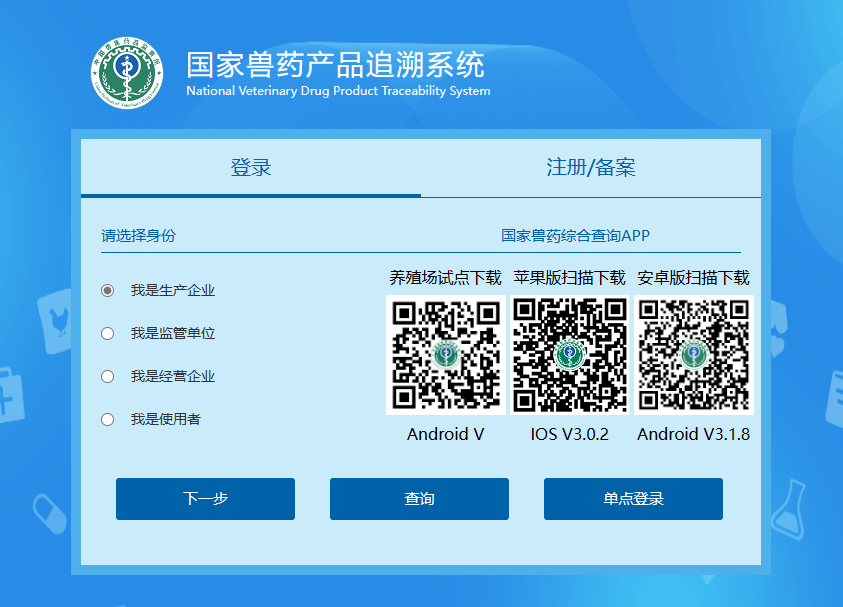 国家兽药产品追溯系统
National Veterinary Drug Product Traceability System
登录
注册/备案
请选择身份
国家兽药综合查询APP
养殖场试点下载
苹果版扫描下载
安卓版扫描下载
我是生产企业
我是监管单位
我是经营企业
我是使用者
Android V
IOS V3.0.2
Android V3.1.8
下一步
查询
单点登录